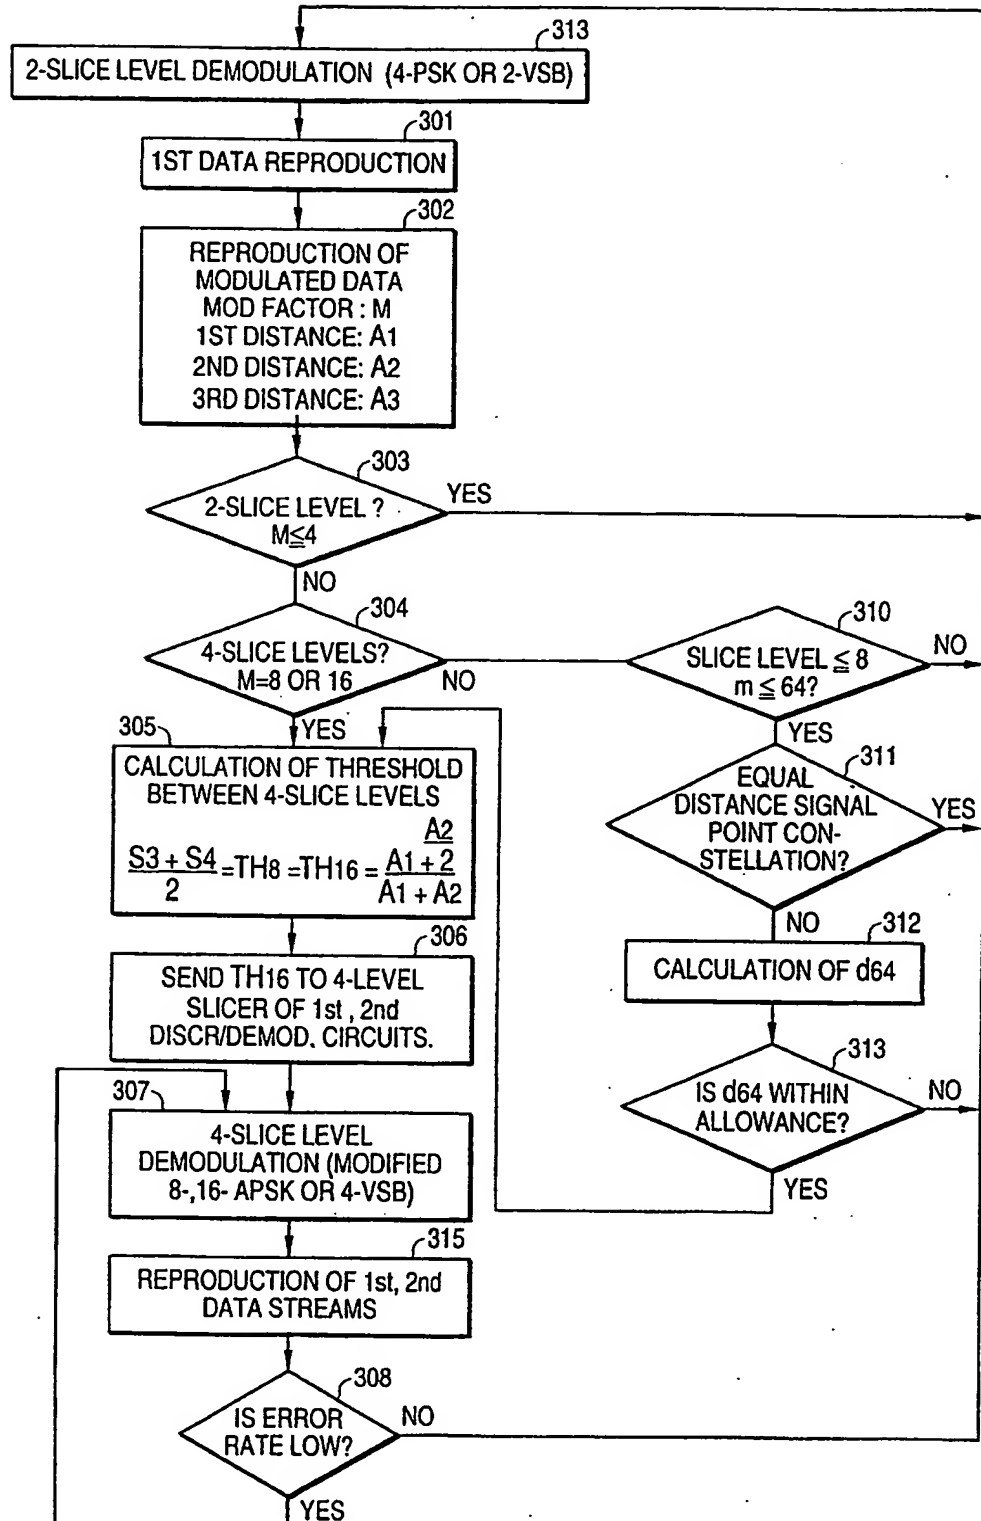 313
2-SLICE LEVEL DEMODULATION (4-PSK OR 2-VSB)
301
1ST DATA REPRODUCTION
302
REPRODUCTION OF
MODULATED DATA
MOD FACTOR : M
1ST DISTANCE: A1
2ND DISTANCE: A2
3RD DISTANCE: A3
303
2-SLICE LEVEL ?
M≦4
YES
NO
304
4-SLICE LEVELS?
M=8 OR 16
NO
YES
310
SLICE LEVEL ≦ 8
m ≦ 64?
NO
YES
305
CALCULATION OF THRESHOLD
BETWEEN 4-SLICE LEVELS
A2
S3 + S4 =TH8 =TH16 = A1 + 2
2 A1 + A2
311
EQUAL
DISTANCE SIGNAL
POINT CON-
STELLATION?
YES
NO
306
SEND TH16 TO 4-LEVEL
SLICER OF 1st , 2nd
DISCR/DEMOD. CIRCUITS.
312
CALCULATION OF d64
313
IS d64 WITHIN
ALLOWANCE?
NO
YES
307
4-SLICE LEVEL
DEMODULATION (MODIFIED
8-,16- APSK OR 4-VSB)
315
REPRODUCTION OF 1st, 2nd
DATA STREAMS
308
IS ERROR
RATE LOW?
NO
YES